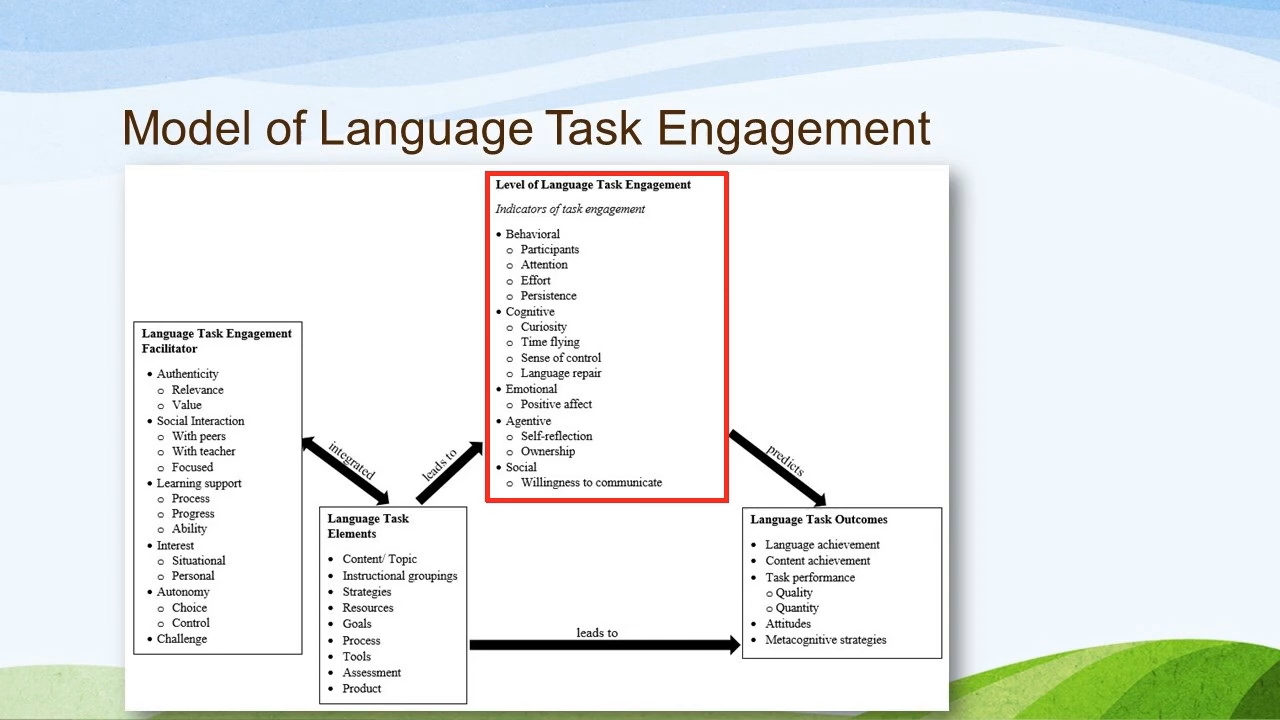 Model of Language Task Engagement
Level of Language Task Engagement
Indicators of task engagement
• Behavioral
o Participants
o Attention
o Effort
o Persistence
• Cognitive
o Curiosity
o Time flying
o Sense of control
o Language repair
• Emotional
o Positive affect
• Agentive
o Self-reflection
o Ownership
• Social
o Willingness to communicate
Language Task Engagement
Facilitator
• Authenticity
o Relevance
o Value
• Social Interaction
o With peers
o With teacher
o Focused
• Learning support
o Process
o Progress
o Ability
• Interest
o Situational
o Personal
• Autonomy
o Choice
o Control
• Challenge
integrated
leads to
predicts
Language Task
Elements
• Content/ Topic
• Instructional groupings
• Strategies
• Resources
• Goals
• Process
• Tools
• Assessment
• Product
leads to
Language Task Outcomes
• Language achievement
• Content achievement
• Task performance
o Quality
o Quantity
• Attitudes
• Metacognitive strategies